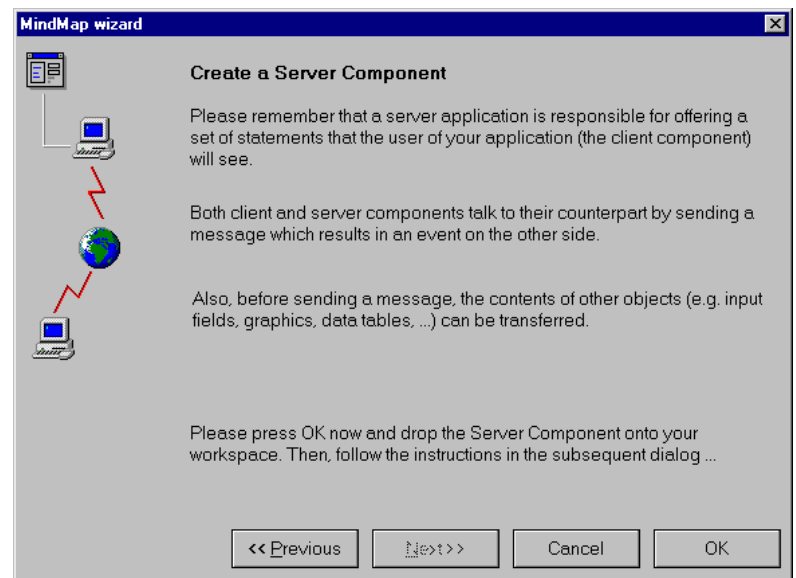 MindMap wizard
Create a Server Component
Please remember that a server application is responsible for offering a
set of statements that the user of your application (the client component)
will see.
Both client and server components talk to their counterpart by sending a
message which results in an event on the other side.
Also, before sending a message, the contents of other objects (e.g. input
fields, graphics, data tables, ...) can be transferred.
Please press OK now and drop the Server Component onto your
workspace. Then, follow the instructions in the subsequent dialog ...
<< Previous
Next>>
Cancel
OK